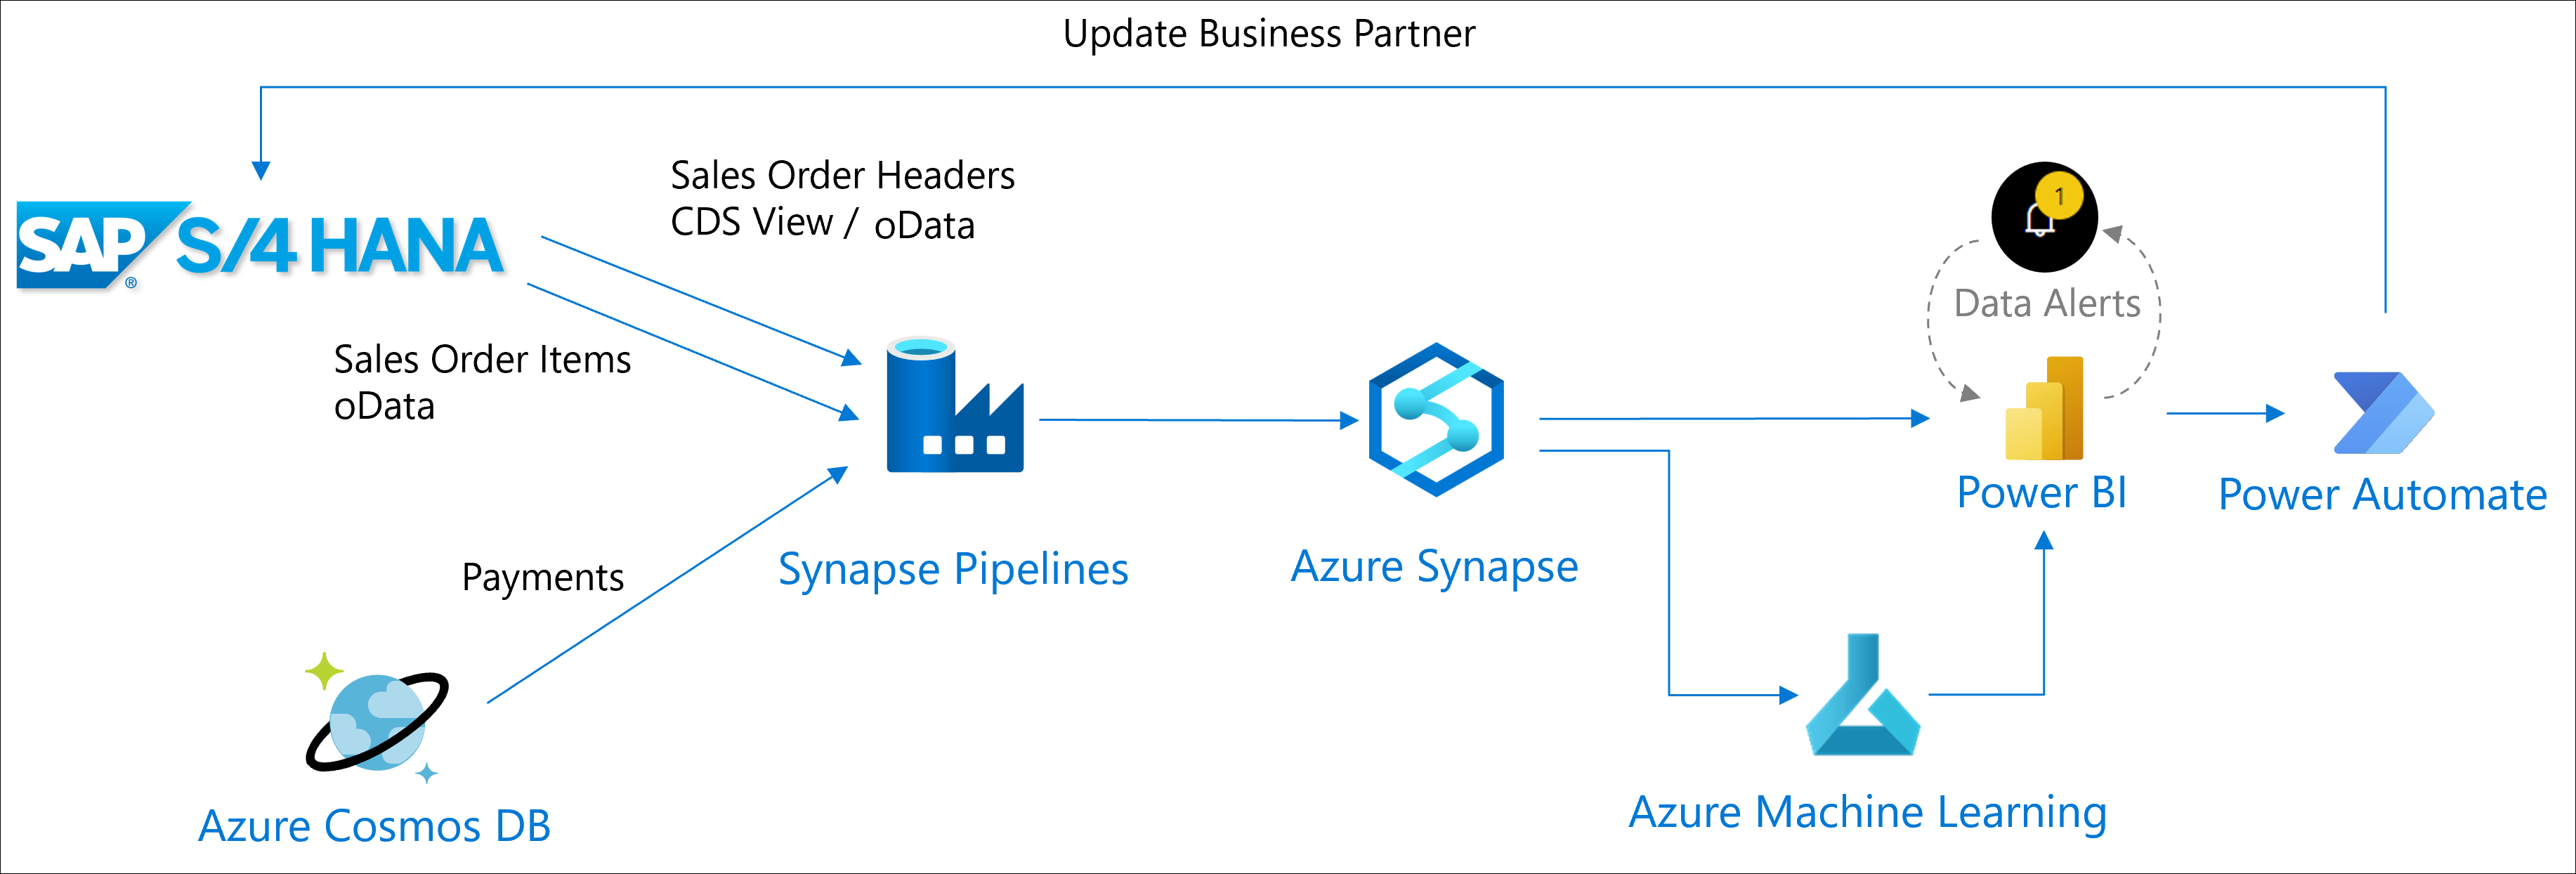 Update Business Partner
Sales Order Headers
CDS View / oData
SAP® S/4 HANA
1
Data Alerts
Sales Order Items
oData
Power BI
Power Automate
Synapse Pipelines
Azure Synapse
Payments
Azure Cosmos DB
Azure Machine Learning